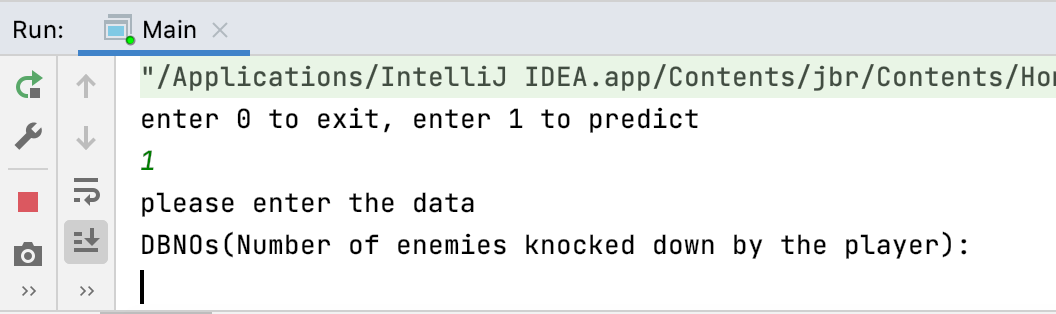 Run: Main
"/Applications/IntelliJ IDEA.app/Contents/jbr/Contents/
enter 0 to exit, enter 1 to predict
1
please enter the data
DBNOs(Number of enemies knocked down by the player):